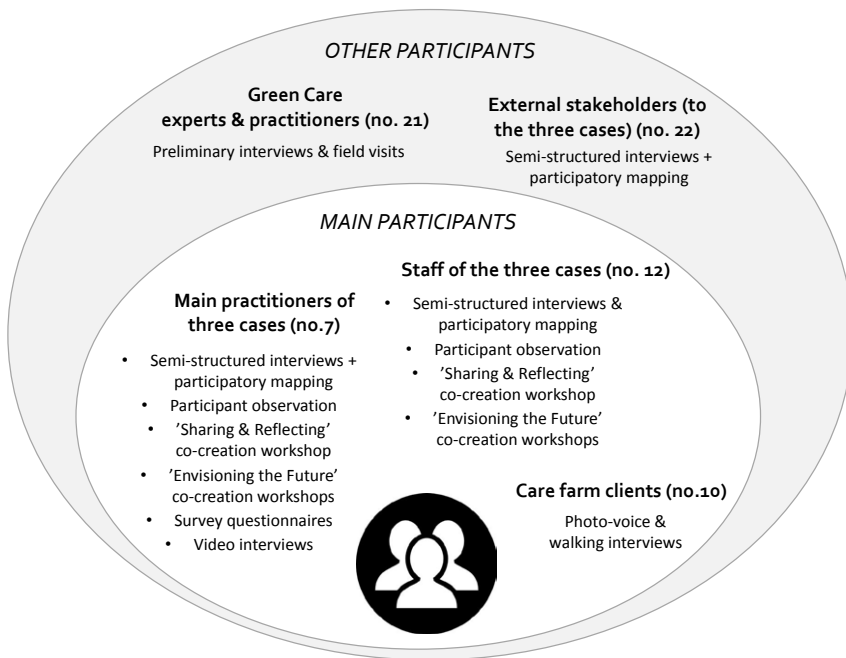 OTHER PARTICIPANTS
Green Care
experts & practitioners (no. 21)
Preliminary interviews & field visits
External stakeholders (to
the three cases) (no. 22)
Semi-structured interviews +
participatory mapping
MAIN PARTICIPANTS
Main practitioners of
three cases (no.7)
• Semi-structured interviews +
participatory mapping
• Participant observation
• ’Sharing & Reflecting’
co-creation workshop
• ’Envisioning the Future’
co-creation workshops
• Survey questionnaires
• Video interviews
Staff of the three cases (no. 12)
• Semi-structured interviews &
participatory mapping
• Participant observation
• ’Sharing & Reflecting’
co-creation workshop
• ’Envisioning the Future’
co-creation workshops
Care farm clients (no.10)
Photo-voice &
walking interviews